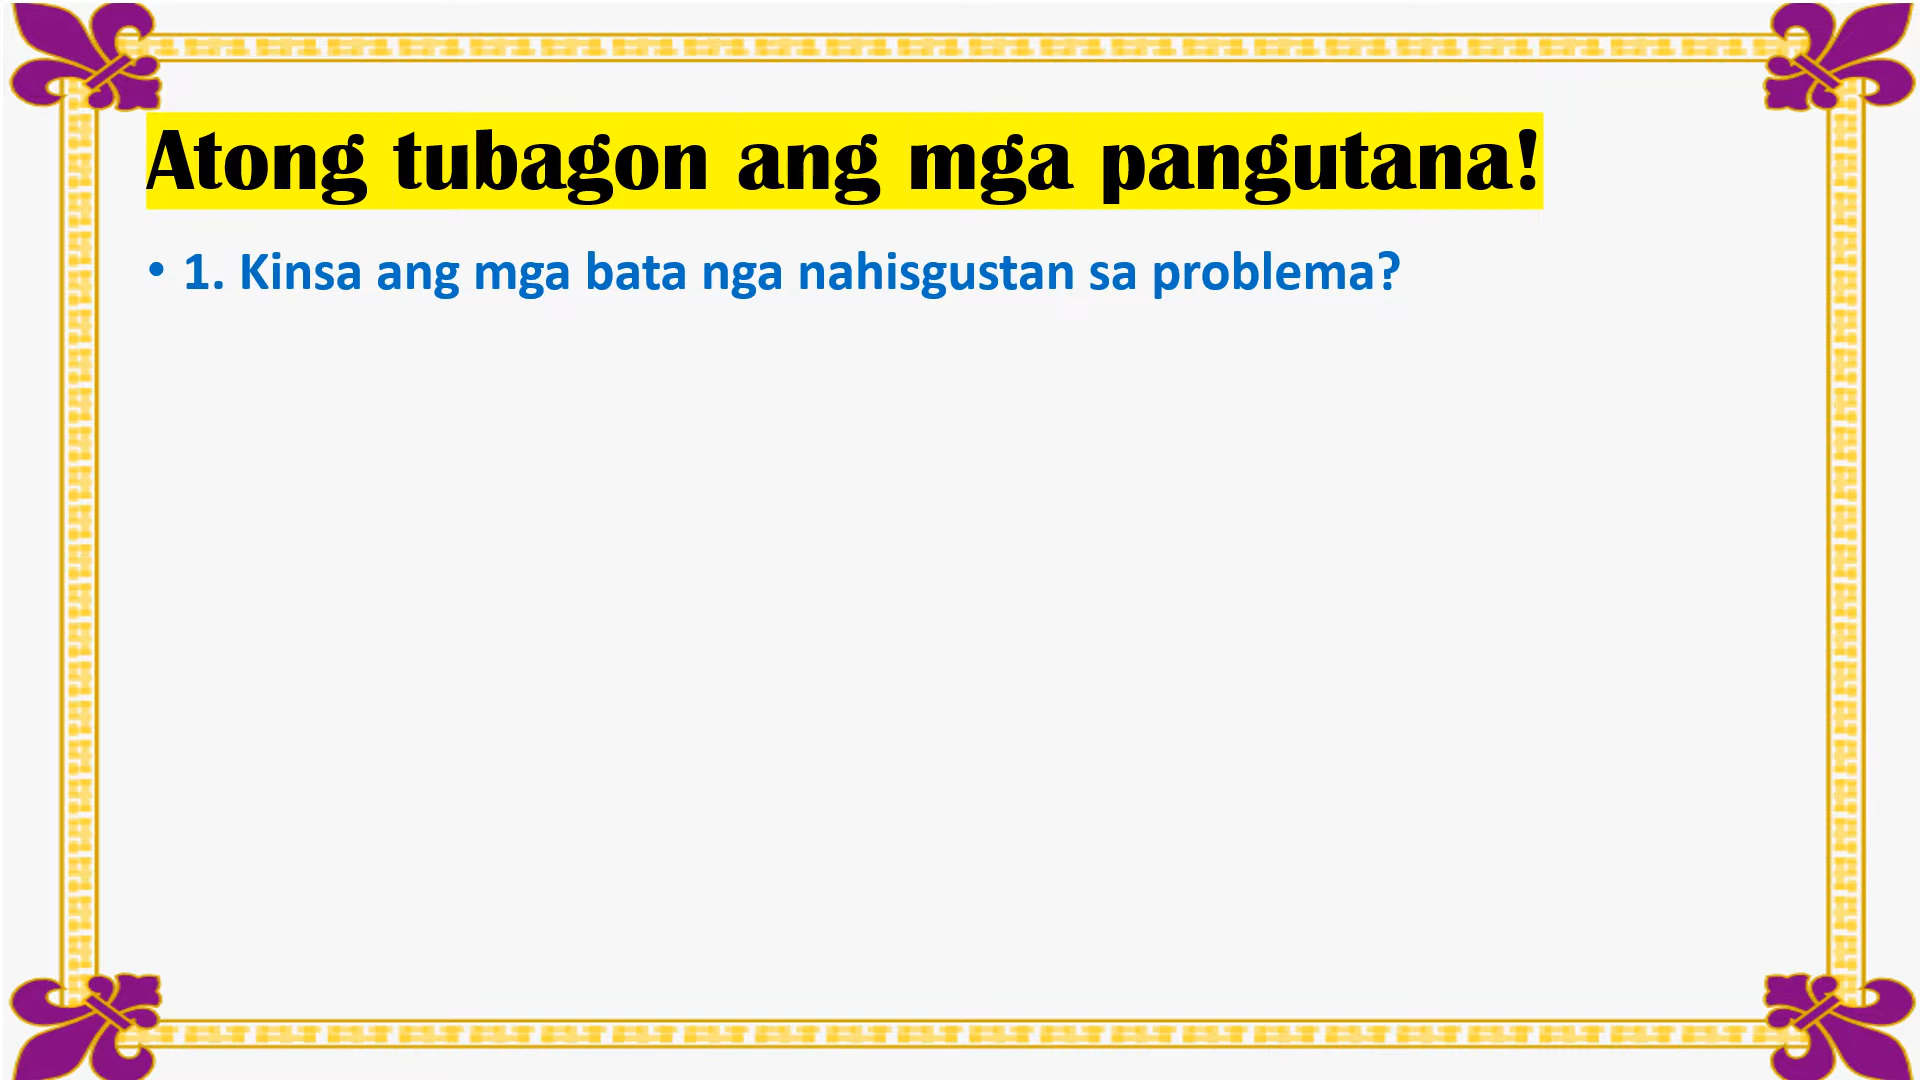 Atong tubagon ang mga pangutana!
• 1. Kinsa ang mga bata nga nahisgustan sa problema?